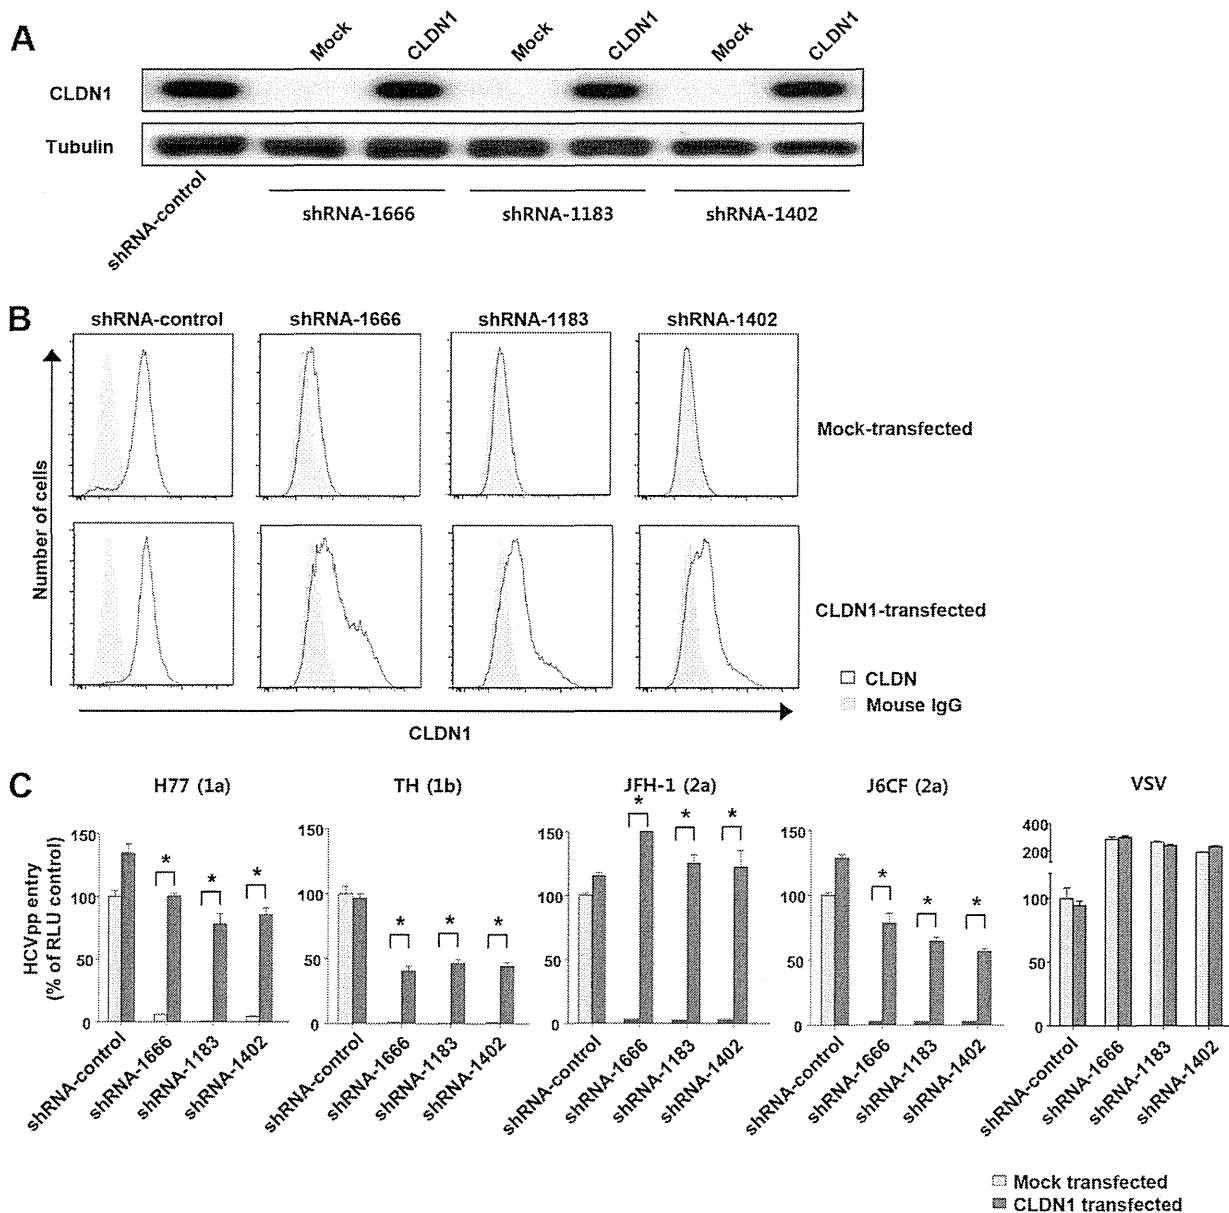 A
Mock CLDN1 Mock CLDN1 Mock CLDN1
CLDN1
Tubulin
shRNA-control
shRNA-1666 shRNA-1183 shRNA-1402
B
shRNA-control shRNA-1666 shRNA-1183 shRNA-1402
Number of cells
Mock-transfected
CLDN1-transfected
CLDN
Mouse IgG
CLDN1
C
H77 (1a) TH (1b) JFH-1 (2a) J6CF (2a) VSV
HCVpp entry
(% of RLU control)
150
100
50
0
* * *
shRNA-control shRNA-1666 shRNA-1183 shRNA-1402
150
100
50
0
* * *
shRNA-control shRNA-1666 shRNA-1183 shRNA-1402
150
100
50
0
* * *
shRNA-control shRNA-1666 shRNA-1183 shRNA-1402
150
100
50
0
* * *
shRNA-control shRNA-1666 shRNA-1183 shRNA-1402
400
200
100
50
0
shRNA-control shRNA-1666 shRNA-1183 shRNA-1402
Mock transfected
CLDN1 transfected